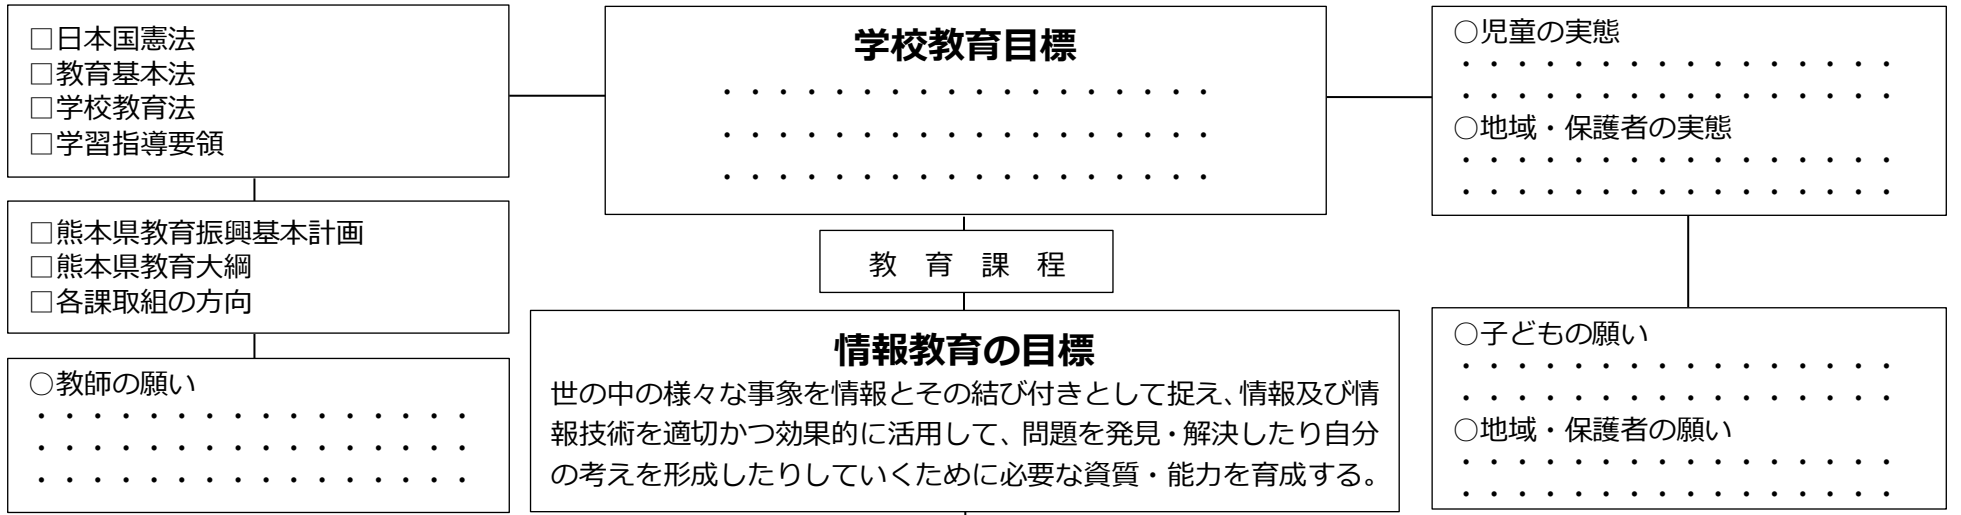 □日本国憲法
□教育基本法
□学校教育法
□学習指導要領
□熊本県教育振興基本計画
□熊本県教育大綱
□各課取組の方向
○教師の願い
・・・・・・・・・・・・・・・・
・・・・・・・・・・・・・・・・
・・・・・・・・・・・・・・・・
学校教育目標
・・・・・・・・・・・・・・・・・・
・・・・・・・・・・・・・・・・・・
・・・・・・・・・・・・・・・・・・
教 育 課 程
情報教育の目標
世の中の様々な事象を情報とその結び付きとして捉え、情報及び情
報技術を適切かつ効果的に活用して、問題を発見・解決したり自分
の考えを形成したりしていくために必要な資質・能力を育成する。
○児童の実態
・・・・・・・・・・・・・・・・
・・・・・・・・・・・・・・・・
○地域・保護者の実態
・・・・・・・・・・・・・・・・
・・・・・・・・・・・・・・・・
○子どもの願い
・・・・・・・・・・・・・・・・
・・・・・・・・・・・・・・・・
○地域・保護者の願い
・・・・・・・・・・・・・・・・
・・・・・・・・・・・・・・・・